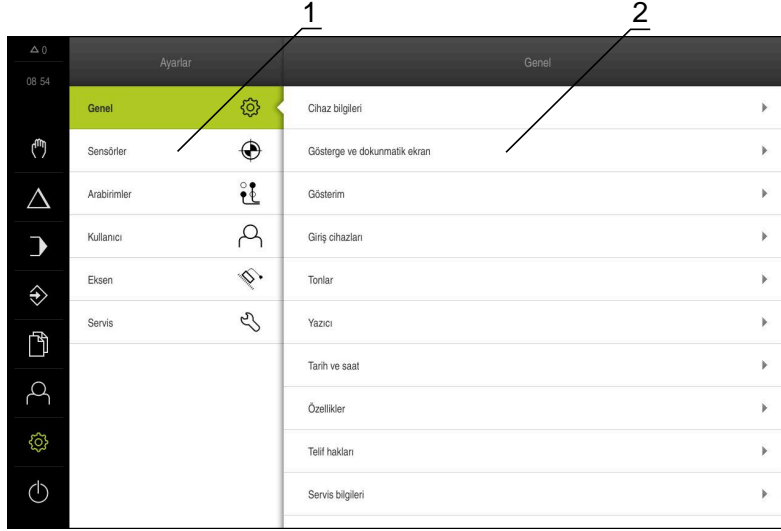 1
2
0
08 54
Ayarlar
Genel
Genel
Sensörler
Arabirimler
Kullanıcı
Eksen
Servis
Cihaz bilgileri
Gösterge ve dokunmatik ekran
Gösterim
Giriş cihazları
Tonlar
Yazıcı
Tarih ve saat
Özellikler
Telif hakları
Servis bilgileri